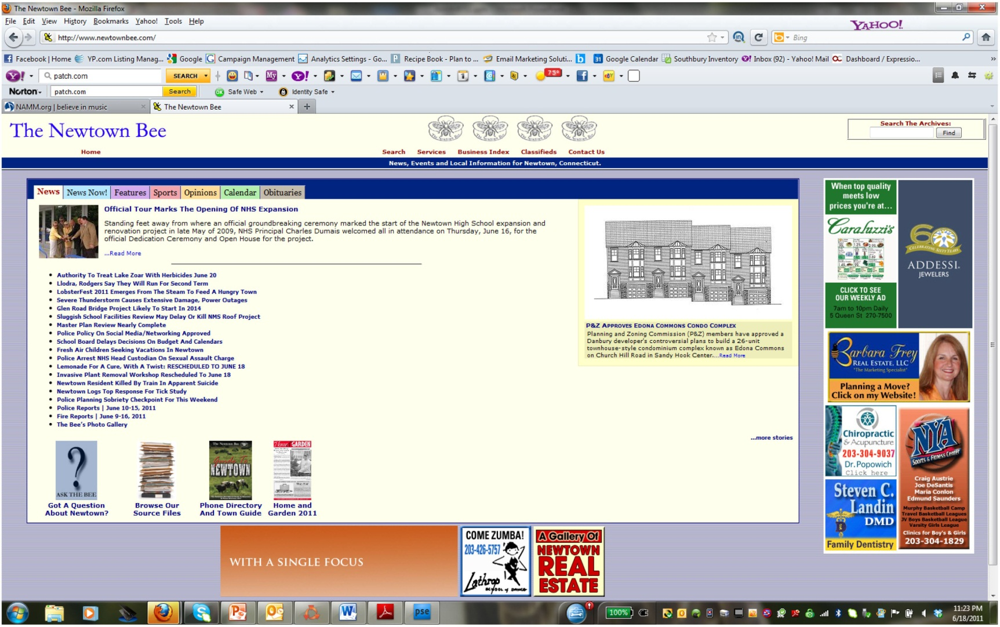 The Newtown Bee - Mozilla Firefox
File Edit View History Bookmarks Yahoo! Tools Help
YAHOO!
http://www.newtownbee.com/
Bing
Facebook | Home YP.com Listing Manag... Google Campaign Management Analytics Settings - Go... Recipe Book - Plan to ... Email Marketing Soluti... Google Calendar Southbury Inventory Inbox (92) - Yahoo! Mail Dashboard / Expressio...
patch.com SEARCH 75°
Norton patch.com Search Safe Web Identity Safe
NAMM.org | believe in music The Newtown Bee
The Newtown Bee
Search The Archives:
Find
Home Search Services Business Index Classifieds Contact Us
News, Events and Local Information for Newtown, Connecticut.
News News Now! Features Sports Opinions Calendar Obituaries
Official Tour Marks The Opening Of NHS Expansion
Standing feet away from where an official groundbreaking ceremony marked the start of the Newtown High School expansion and
renovation project in late May of 2009, NHS Principal Charles Dumais welcomed all in attendance on Thursday, June 16, for the
official Dedication Ceremony and Open House for the project.
...Read More
Authority To Treat Lake Zoar With Herbicides June 20
Llodra, Rodgers Say They Will Run For Second Term
LobsterFest 2011 Emerges From The Steam To Feed A Hungry Town
Severe Thunderstorm Causes Extensive Damage, Power Outages
Glen Road Bridge Project Likely To Start In 2014
Sluggish School Facilities Review May Delay Or Kill NMS Roof Project
Master Plan Review Nearly Complete
Police Policy On Social Media/Networking Approved
School Board Delays Decisions On Budget And Calendars
Fresh Air Children Seeking Vacations In Newtown
Police Arrest NHS Head Custodian On Sexual Assault Charge
Lemonade For A Cure, With A Twist: RESCHEDULED TO JUNE 18
Invasive Plant Removal Workshop Rescheduled To June 18
Newtown Resident Killed By Train In Apparent Suicide
Newtown Logs Top Response For Tick Study
Police Planning Sobriety Checkpoint For This Weekend
Police Reports | June 10-15, 2011
Fire Reports | June 9-16, 2011
The Bee's Photo Gallery
P&Z Approves Edona Commons Condo Complex
Planning and Zoning Commission (P&Z) members have approved a
Danbury developer's controversial plans to build a 26-unit
townhouse-style condominium complex known as Edona Commons
on Church Hill Road in Sandy Hook Center....Read More
...more stories
ASK THE BEE
Got A Question
About Newtown?
Browse Our
Source Files
The Newtown Bee
Guide To
NEWTOWN
Phone Directory
And Town Guide
Home GARDEN
Home and
Garden 2011
When top quality
meets low
prices you're at...
Caraluzzi's
CLICK TO SEE
OUR WEEKLY AD
7am to 10pm Daily
5 Queen St 270-7500
60
CELEBRATING SIXTY YEARS
ADDESSI
JEWELERS
Barbara Frey
REAL ESTATE, LLC
"The Marketing Specialist"
Planning a Move?
Click on my Website!
Chiropractic
& Acupuncture
203-304-9037
Dr. Popowich
Click here
NYA
Sports & Fitness Center
Craig Austrie
Joe DeSantis
Maria Conlon
Edmund Saunders
Murphy Basketball Camp
Travel Basketball Leagues
JV Boys Basketball League
Varsity Girls League
Clinics for Boy's & Girls
203-304-1829
Steven C.
Landin
DMD
Family Dentistry
WITH A SINGLE FOCUS
COME ZUMBA!
203-426-5757
Lathrop
SCHOOL of DANCE
A Gallery Of
NEWTOWN
REAL
ESTATE
pse
100%
11:23 PM
6/18/2011